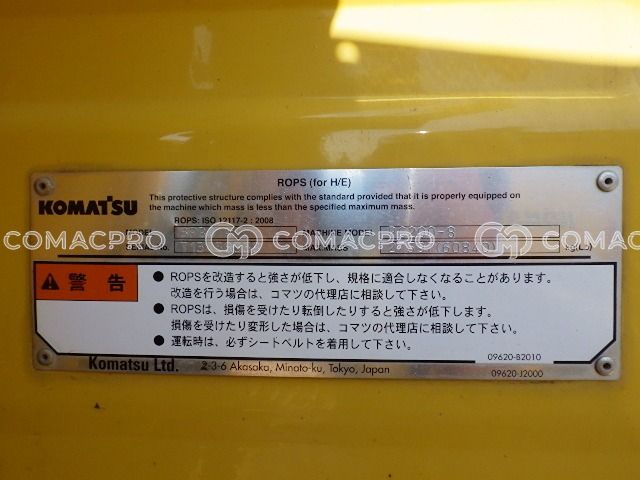 ROPS (for H/E)
This protective structure complies with the standard provided that it is properly equipped on
the machine which mass is less than the specified maximum mass.
KOMATSU
ROPS: ISO 12117-2 : 2008
MODEL
MACHINE MODEL
No.
MAX MASS
COMACPRO COMACPRO COMACPRO
警告
● ROPSを改造すると強さが低下し、規格に適合しなくなることがあります。
改造を行う場合は、コマツの代理店に相談して下さい。
● ROPSは、損傷を受けたり転倒したりすると強さが低下します。
損傷を受けたり変形した場合は、コマツの代理店に相談して下さい。
● 運転時は、必ずシートベルトを着用して下さい。
09620-B2010
Komatsu Ltd. 2-3-6 Akasaka, Minato-ku, Tokyo, Japan
09620-J2000